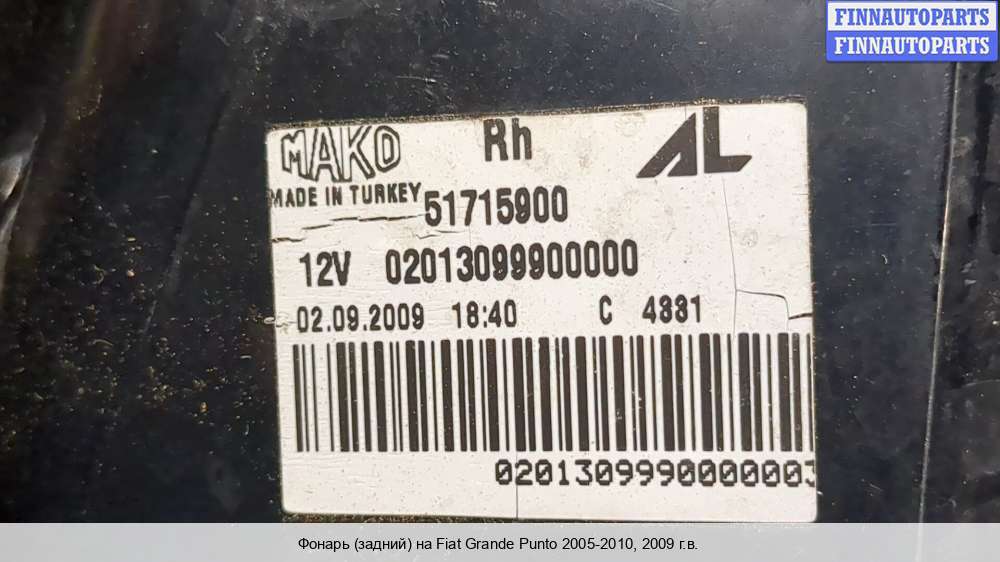 FINNAUTOPARTS
FINNAUTOPARTS
MAKO Rh AL
MADE IN TURKEY 51715900
12V 02013099900000
02.09.2009 18:40 C 4331
02013099900000003
Фонарь (задний) на Fiat Grande Punto 2005-2010, 2009 г.в.